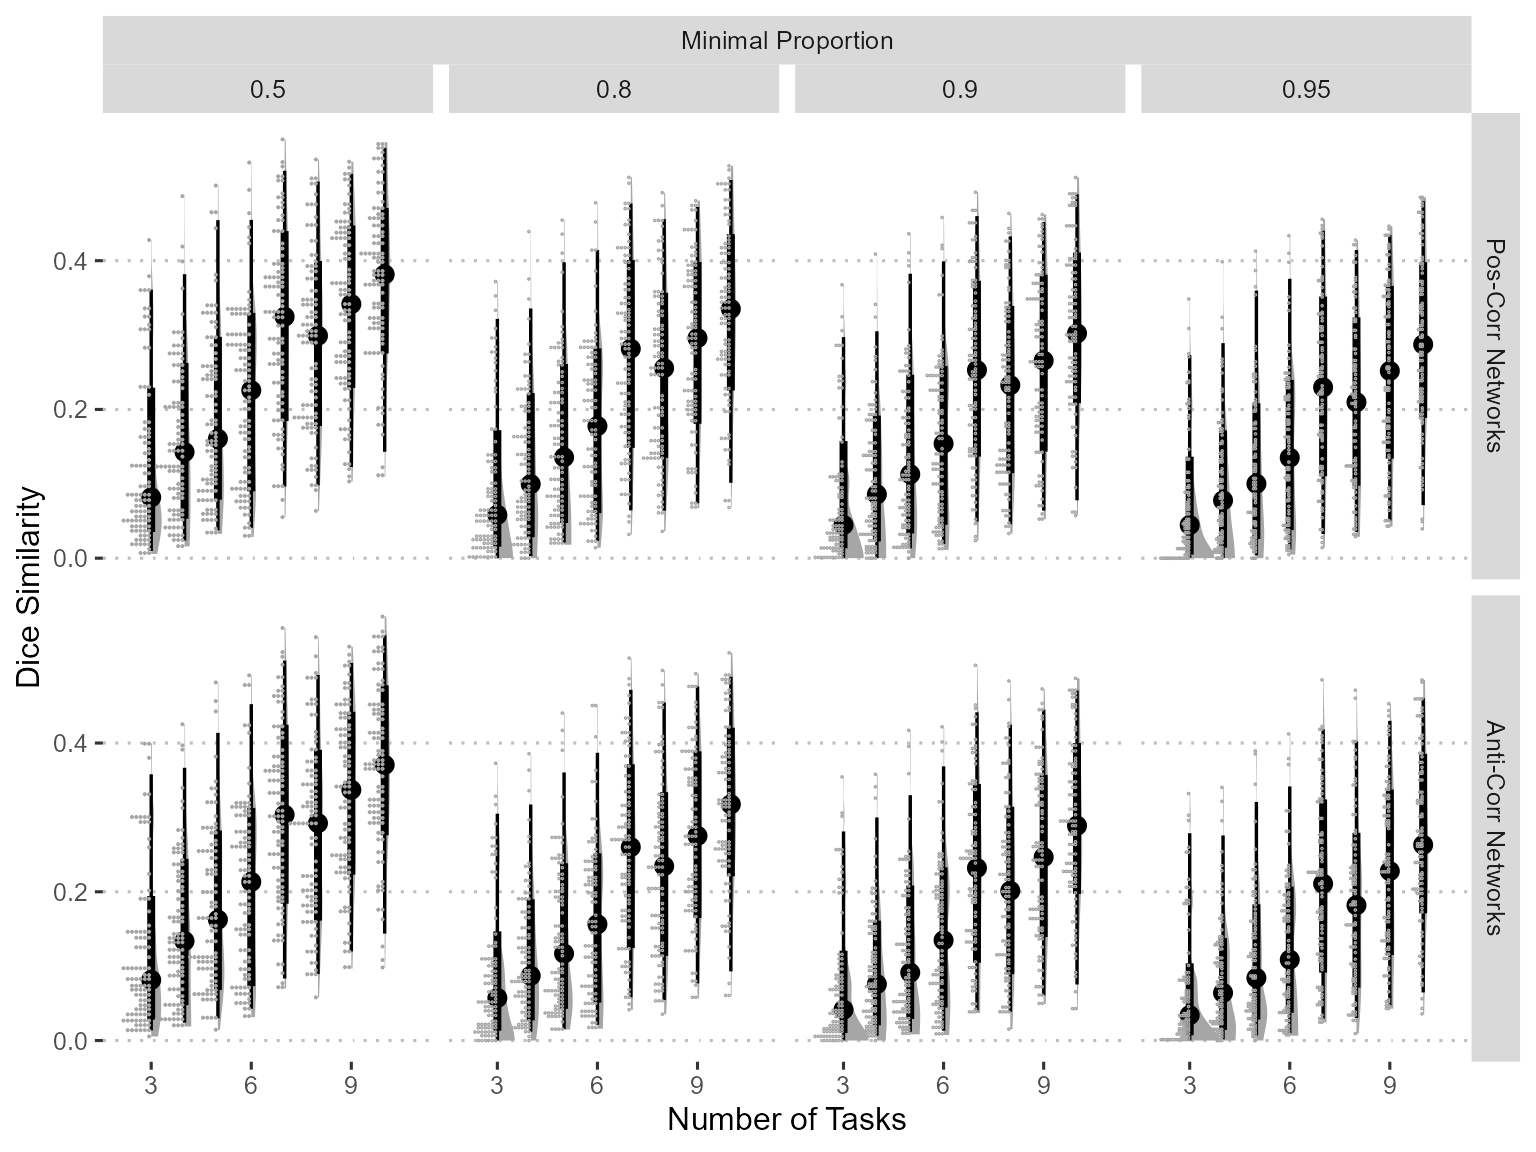 Minimal Proportion
0.5 0.8 0.9 0.95
Dice Similarity
0.4
0.2
0.0
Pos-Corr Networks
0.4
0.2
0.0
Anti-Corr Networks
3 6 9 3 6 9 3 6 9 3 6 9
Number of Tasks